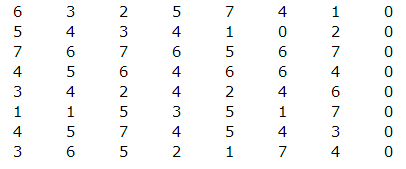 6 3 2 5 7 4 1 0
5 4 3 4 1 0 2 0
7 6 7 6 5 6 7 0
4 5 6 4 6 6 4 0
3 4 2 4 2 4 6 0
1 1 5 3 5 1 7 0
4 5 7 4 5 4 3 0
3 6 5 2 1 7 4 0